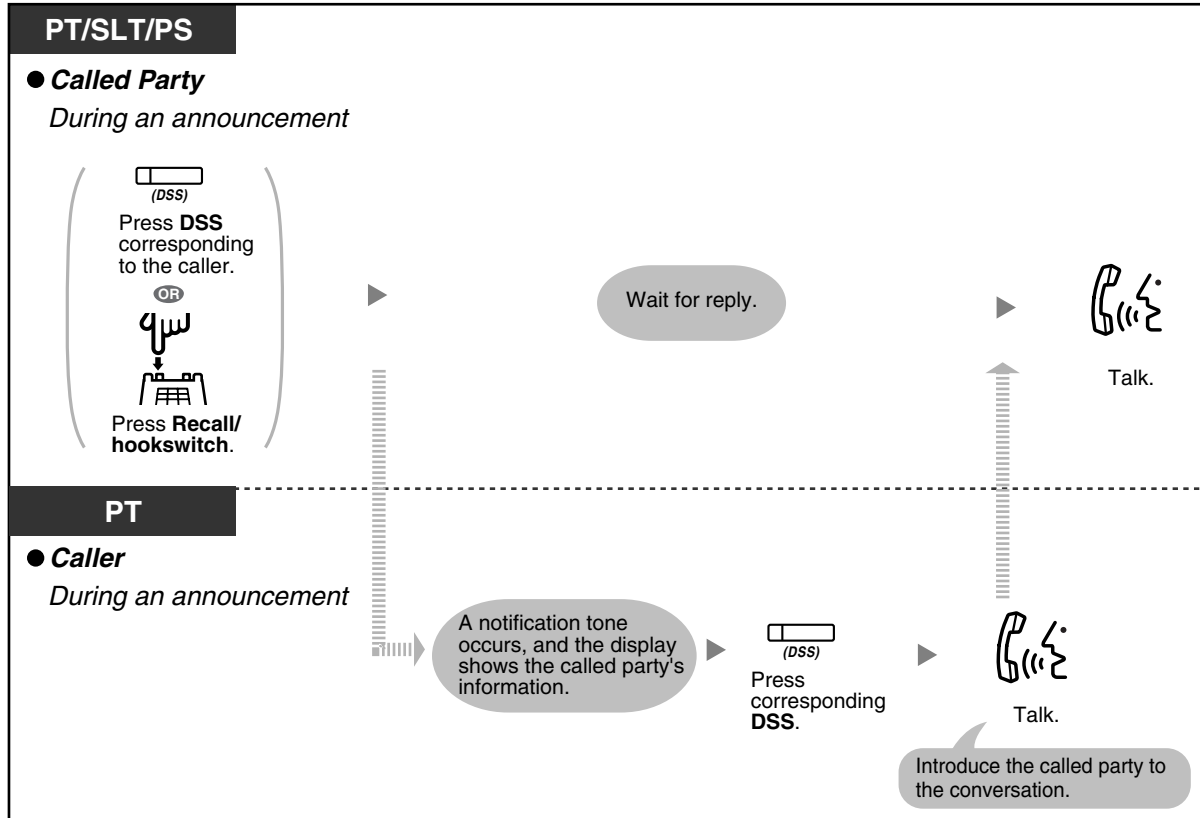 PT/SLT/PS
● Called Party
During an announcement
(DSS)
Press DSS
corresponding
to the caller.
OR
Press Recall/
hookswitch.
Wait for reply.
Talk.
PT
● Caller
During an announcement
A notification tone
occurs, and the display
shows the called party's
information.
(DSS)
Press
corresponding
DSS.
Talk.
Introduce the called party to
the conversation.